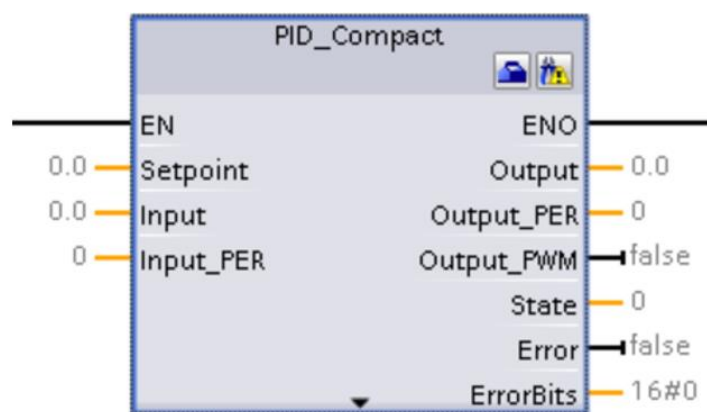 PID_Compact
EN ENO
0.0 Setpoint Output 0.0
0.0 Input Output_PER 0
0 Input_PER Output_PWM false
State 0
Error false
ErrorBits 16#0